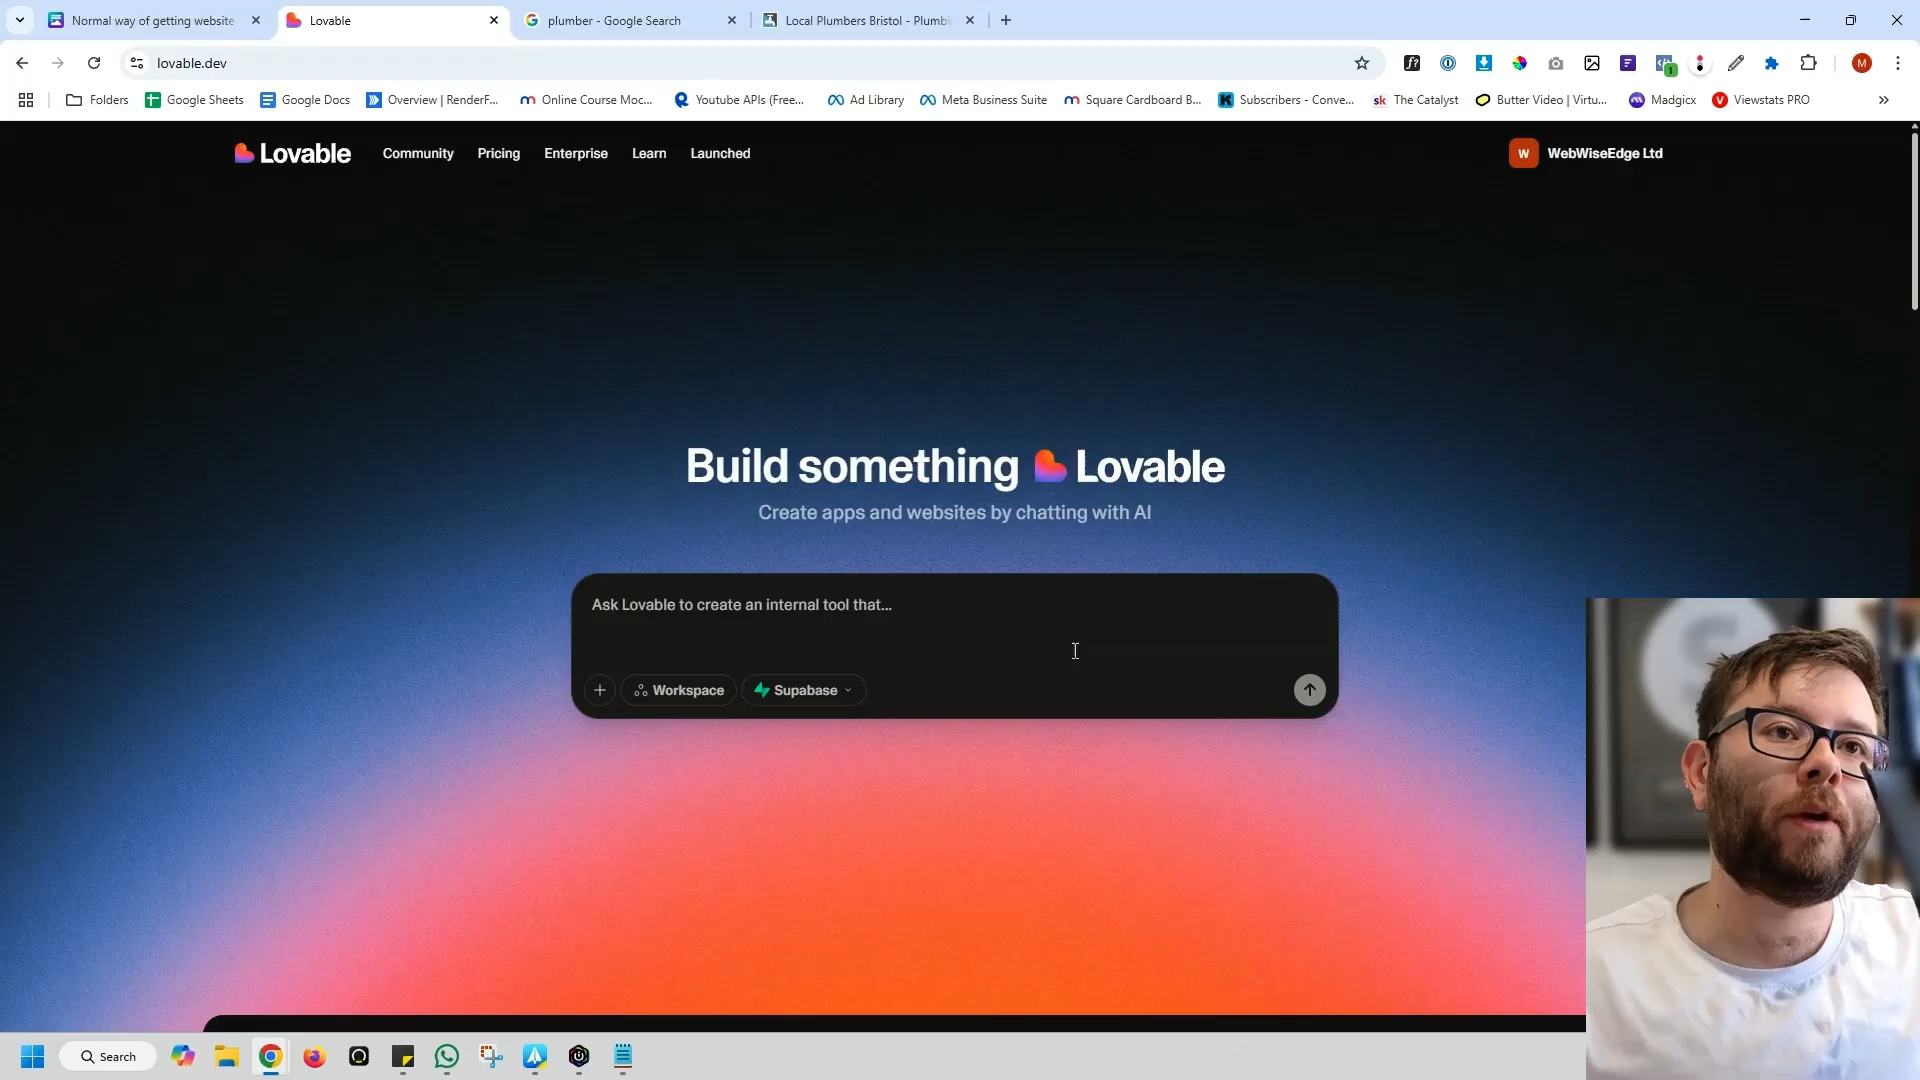 Normal way of getting website
Lovable
plumber - Google Search
Local Plumbers Bristol - Plumbi
lovable.dev
Folders
Google Sheets
Google Docs
Overview | RenderF...
Online Course Moc...
Youtube APIs (Free...
Ad Library
Meta Business Suite
Square Cardboard B...
Subscribers - Conve...
The Catalyst
Butter Video | Virtu...
Madgicx
Viewstats PRO
Lovable
Community
Pricing
Enterprise
Learn
Launched
W
WebWiseEdge Ltd
Build something Lovable
Create apps and websites by chatting with AI
Ask Lovable to create an internal tool that...
Workspace
Supabase
Search